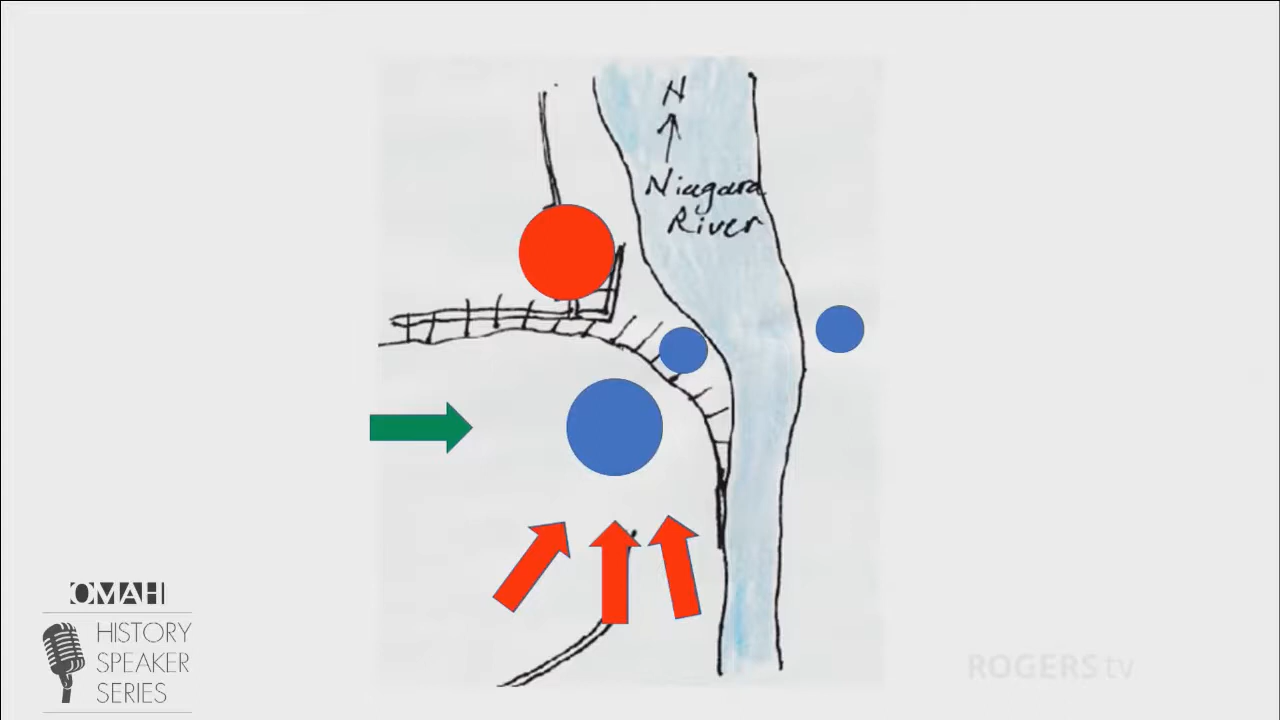 N
Niagara
River
OMAH
HISTORY
SPEAKER
SERIES
ROGERS tv